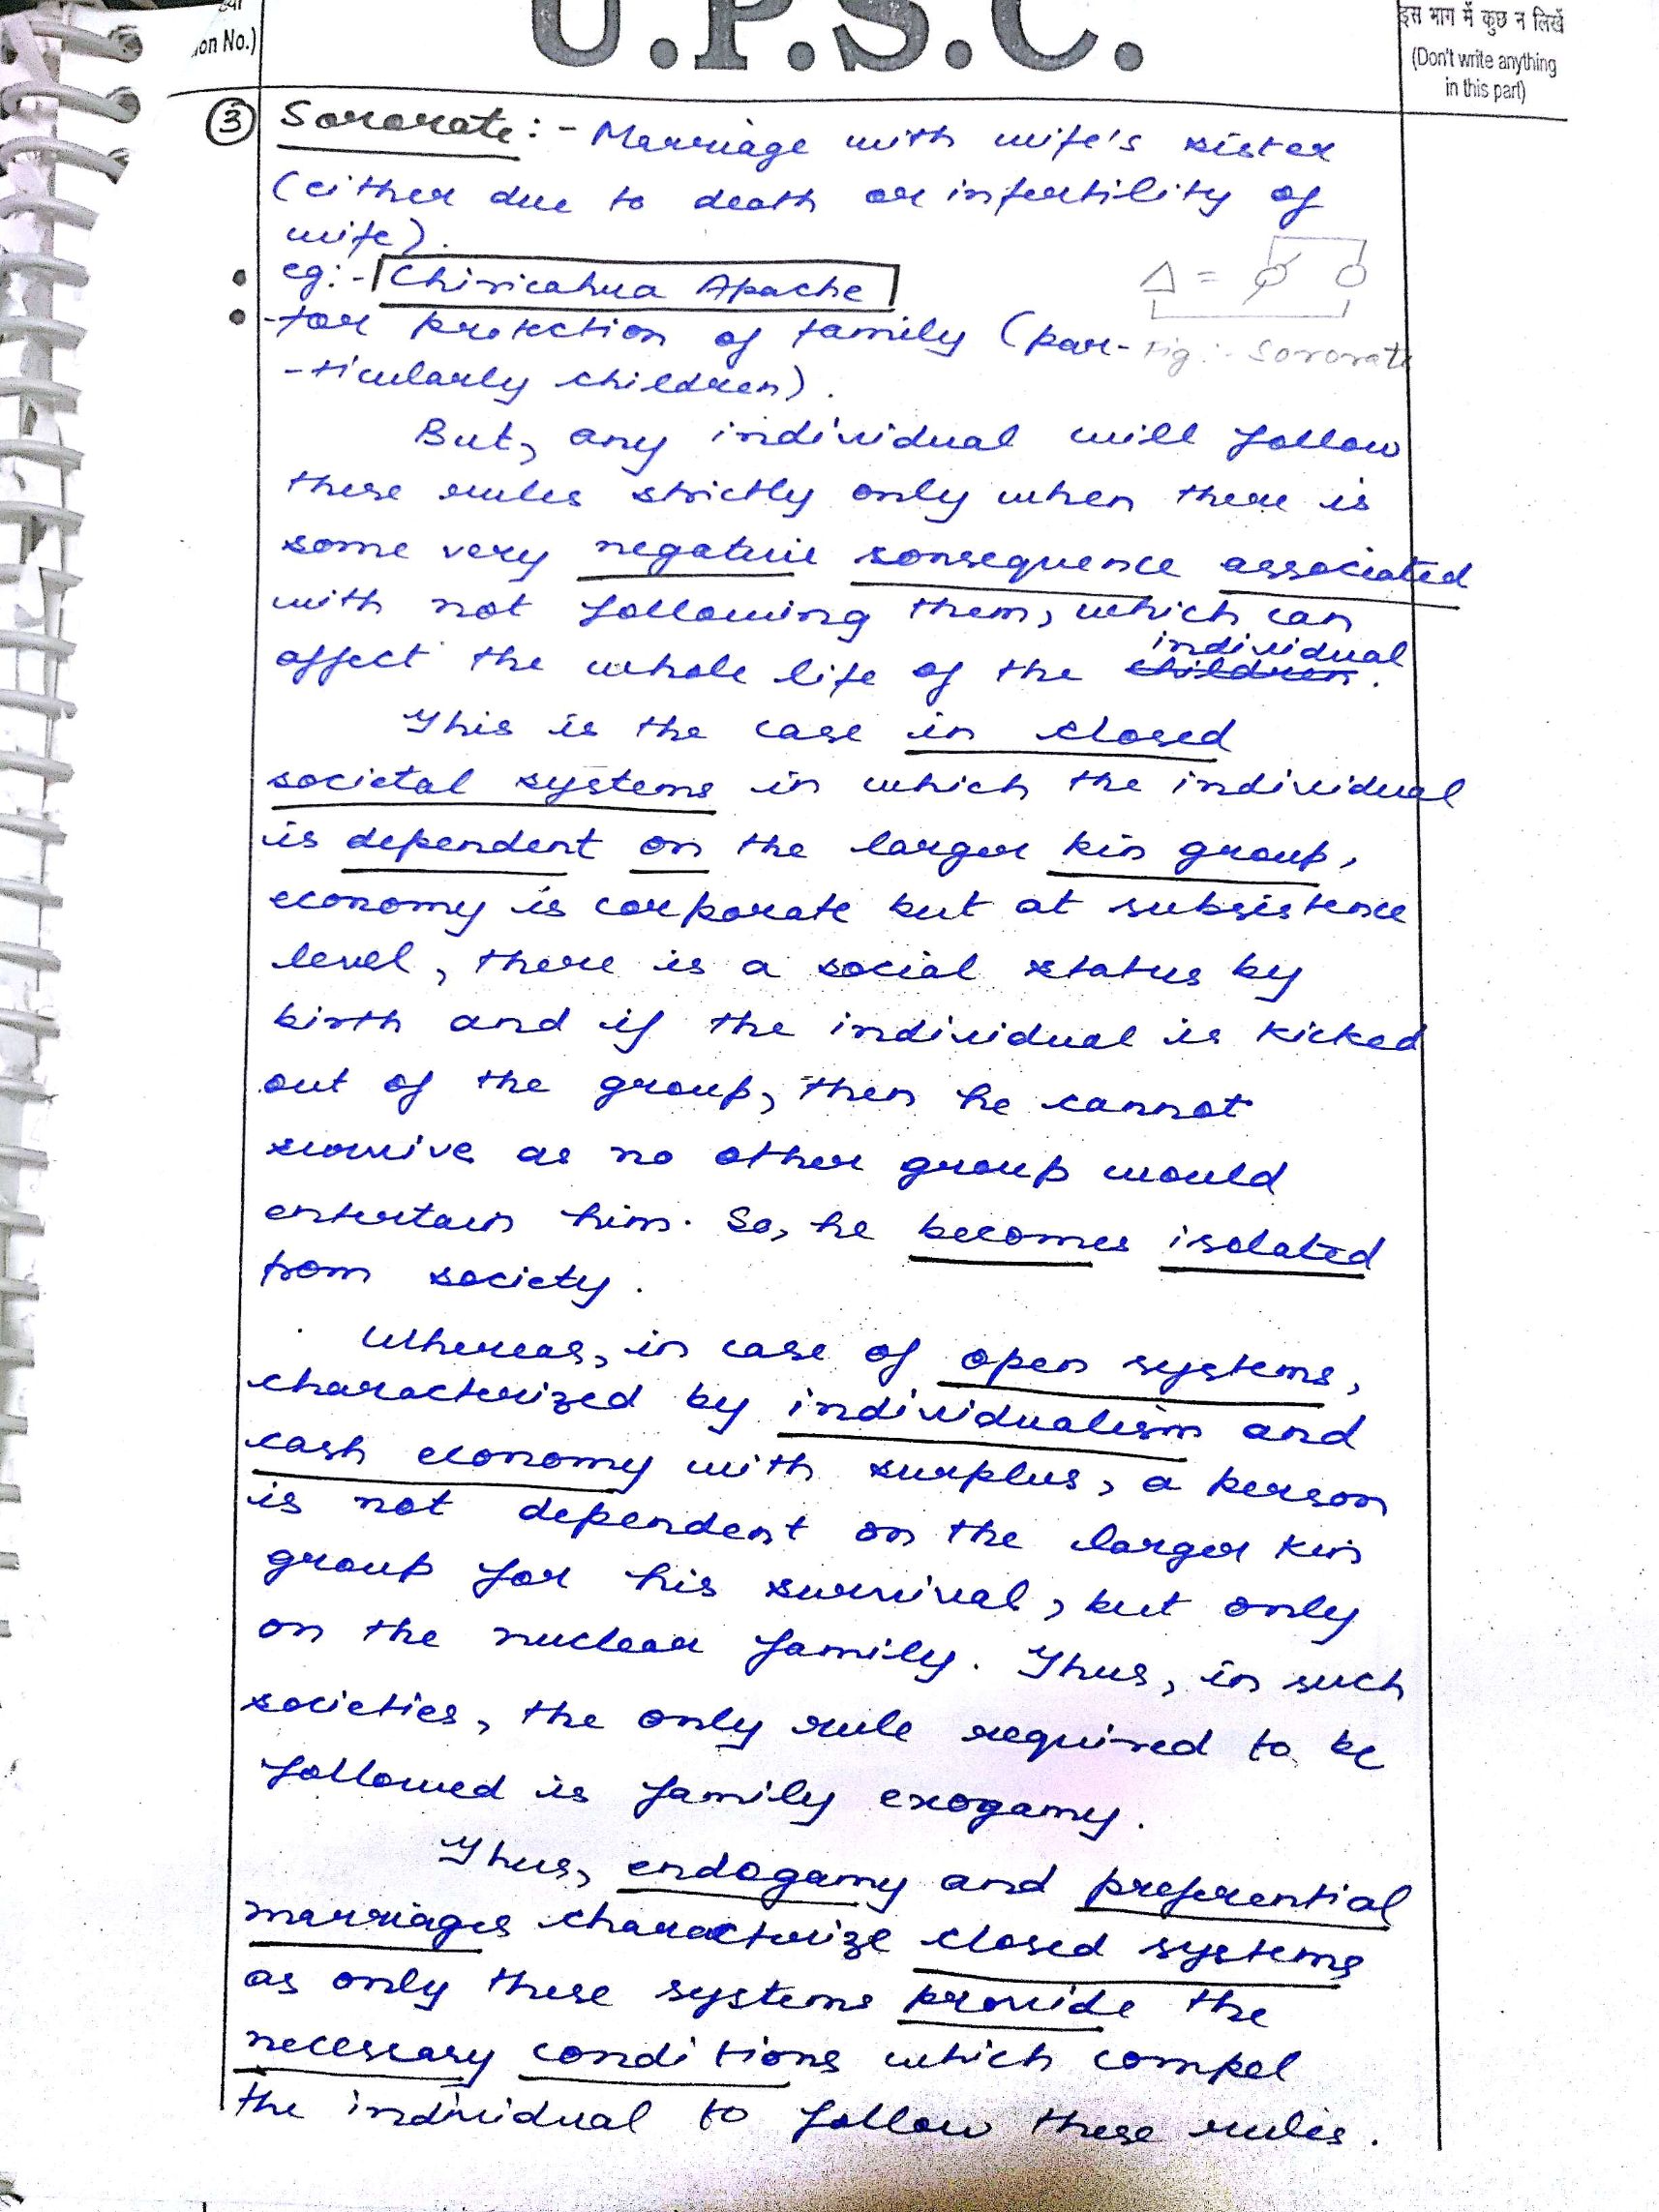 U.P.S.C.
ion No.)
इस भाग में कुछ न लिखें
(Don't write anything
in this part)
③ Sororate :- Marriage with wife's sister
(either due to death or infertility of
wife).
eg:- Chiricahua Apache
Δ = O O
- for protection of family (par-
fig :- Sororate
-ticularly children).
But, any individual will follow
these rules strictly only when there is
some very negative consequence associated
with not following them, which can
individual
affect the whole life of the children.
This is the case in closed
societal systems in which the individual
is dependent on the larger kin group,
economy is corporate but at subsistence
level, there is a social status by
birth and if the individual is kicked
out of the group, then he cannot
survive as no other group would
entertain him. So, he becomes isolated
from society.
Whereas, in case of open systems,
characterized by individualism and
cash economy with surplus, a person
is not dependent on the larger kin
group for his survival, but only
on the nuclear family. Thus, in such
societies, the only rule required to be
followed is family exogamy.
Thus, endogamy and preferential
marriages characterize closed systems
as only these systems provide the
necessary conditions which compel
the individual to follow these rules.